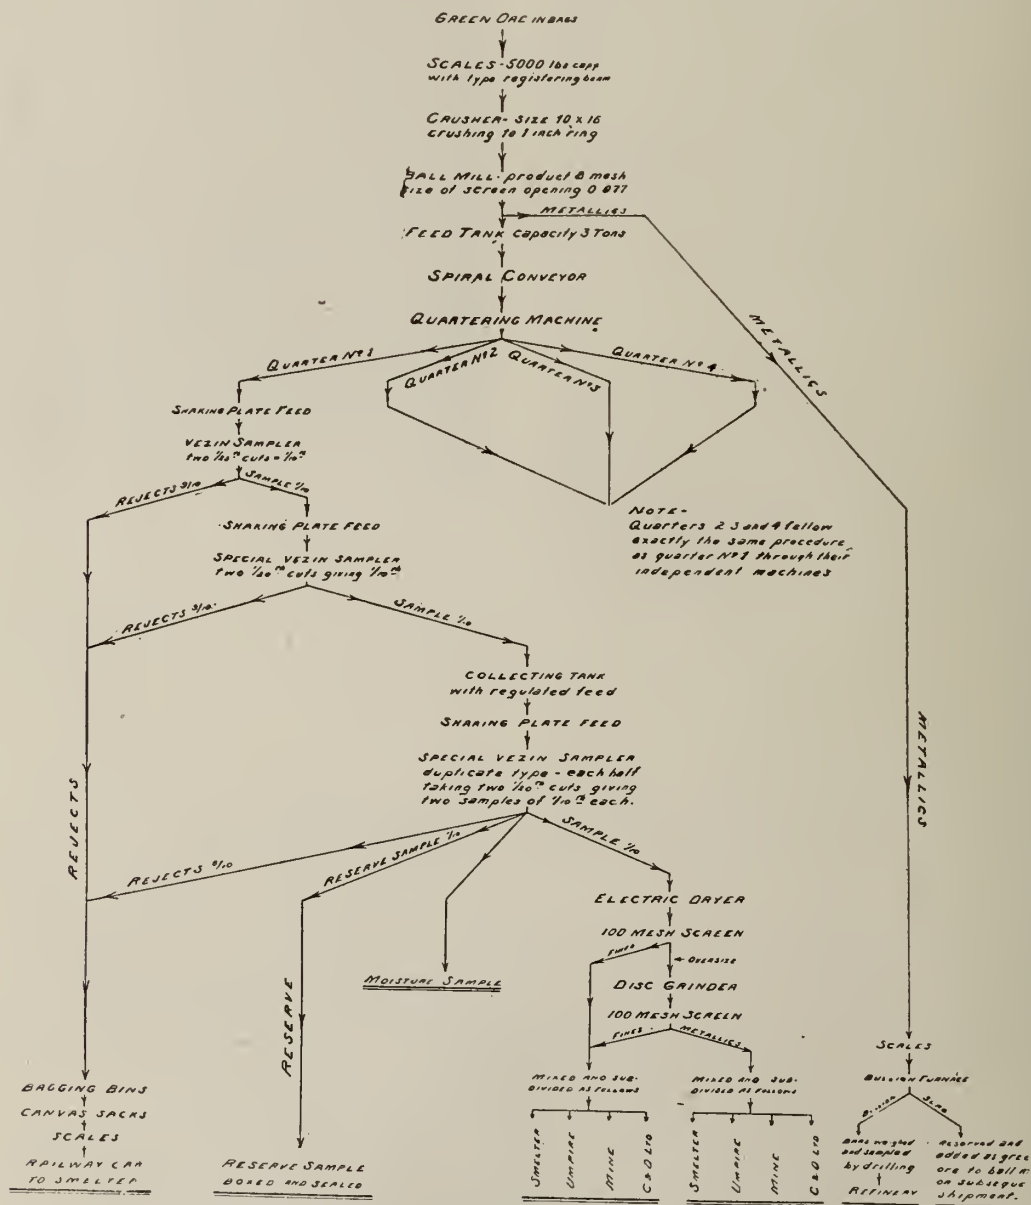 GREEN ORE IN BAGS
SCALES - 5000 lbs capy
with type registering beam
CRUSHER - SIZE 10 x 16
crushing to 1 inch ring
BALL MILL - product 8 mesh
size of screen opening 0.077
METALLICS
FEED TANK Capacity 3 Tons
SPIRAL CONVEYOR
QUARTERING MACHINE
QUARTER Nº 1
QUARTER Nº 2
QUARTER Nº 3
QUARTER Nº 4
METALLICS
SHAKING PLATE FEED
VEZIN SAMPLER
two 1/20th cuts = 1/10th
REJECTS 9/10
SAMPLE 1/10
SHAKING PLATE FEED
SPECIAL VEZIN SAMPLER
two 1/20th cuts giving 1/10th
NOTE -
Quarters 2 3 and 4 follow
exactly the same procedure
as quarter Nº 1 through their
independent machines
REJECTS 9/10
SAMPLE 1/10
COLLECTING TANK
with regulated feed
SHAKING PLATE FEED
SPECIAL VEZIN SAMPLER
duplicate type - each half
taking two 1/20th cuts giving
two samples of 1/10th each.
REJECTS
METALLICS
REJECTS 8/10
RESERVE SAMPLE 1/10
SAMPLE 1/10
ELECTRIC DRYER
100 MESH SCREEN
FINES
OVERSIZE
MOISTURE SAMPLE
DISC GRINDER
100 MESH SCREEN
FINES
METALLICS
RESERVE
SCALES
BULLION FURNACE
BULLION
SLAG
BAGGING BINS
CANVAS SACKS
SCALES
RAILWAY CAR
TO SMELTER
RESERVE SAMPLE
BOXED AND SEALED
MIXED AND SUB-
DIVIDED AS FOLLOWS
SMELTER
UMPIRE
MINE
C & D LTD
MIXED AND SUB-
DIVIDED AS FOLLOWS
SMELTER
UMPIRE
MINE
C & D LTD
Bars weighed
and sampled
by drilling
REFINERY
Reserved and
added as gree
ore to ball m
on subseque
shipment.